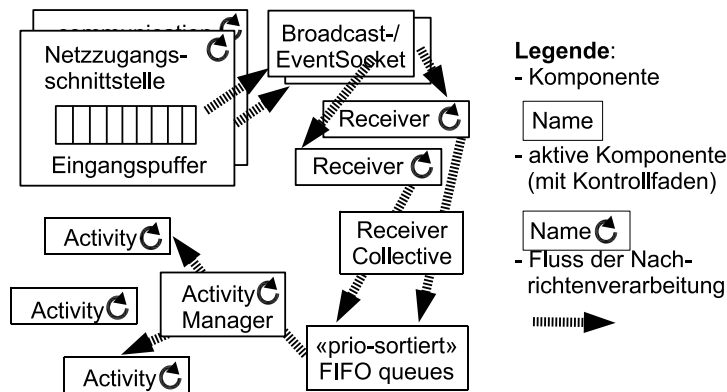 communication
Netzzugangs-
schnittstelle
Eingangspuffer
Broadcast-/
EventSocket
Receiver
Receiver
Receiver
Collective
Activity
Activity
Activity
Manager
Activity
«prio-sortiert»
FIFO queues
Legende:
- Komponente
Name
- aktive Komponente
(mit Kontrollfaden)
Name
- Fluss der Nach-
richtenverarbeitung